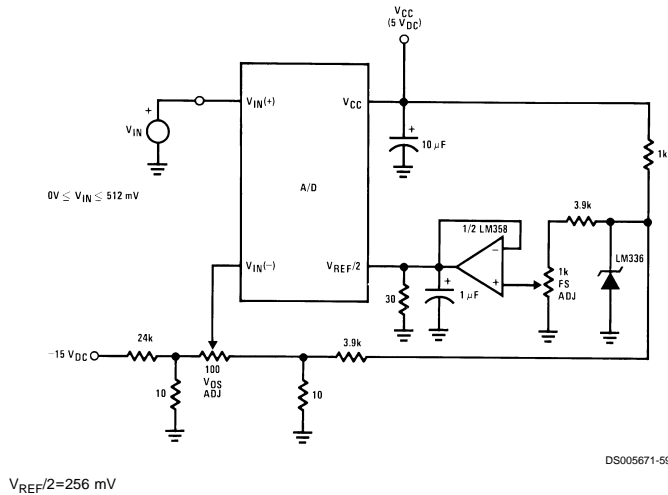 V_CC
(5 V_DC)
V_IN(+)
V_CC
+
V_IN
+
10 μF
1k
0V ≤ V_IN ≤ 512 mV
A/D
3.9k
1/2 LM358
V_IN(−)
V_REF/2
−
+
30
+
1 μF
1k
FS
ADJ
LM336
−15 V_DC
24k
100
V_OS
ADJ
3.9k
10
10
DS005671-59
V_REF/2=256 mV